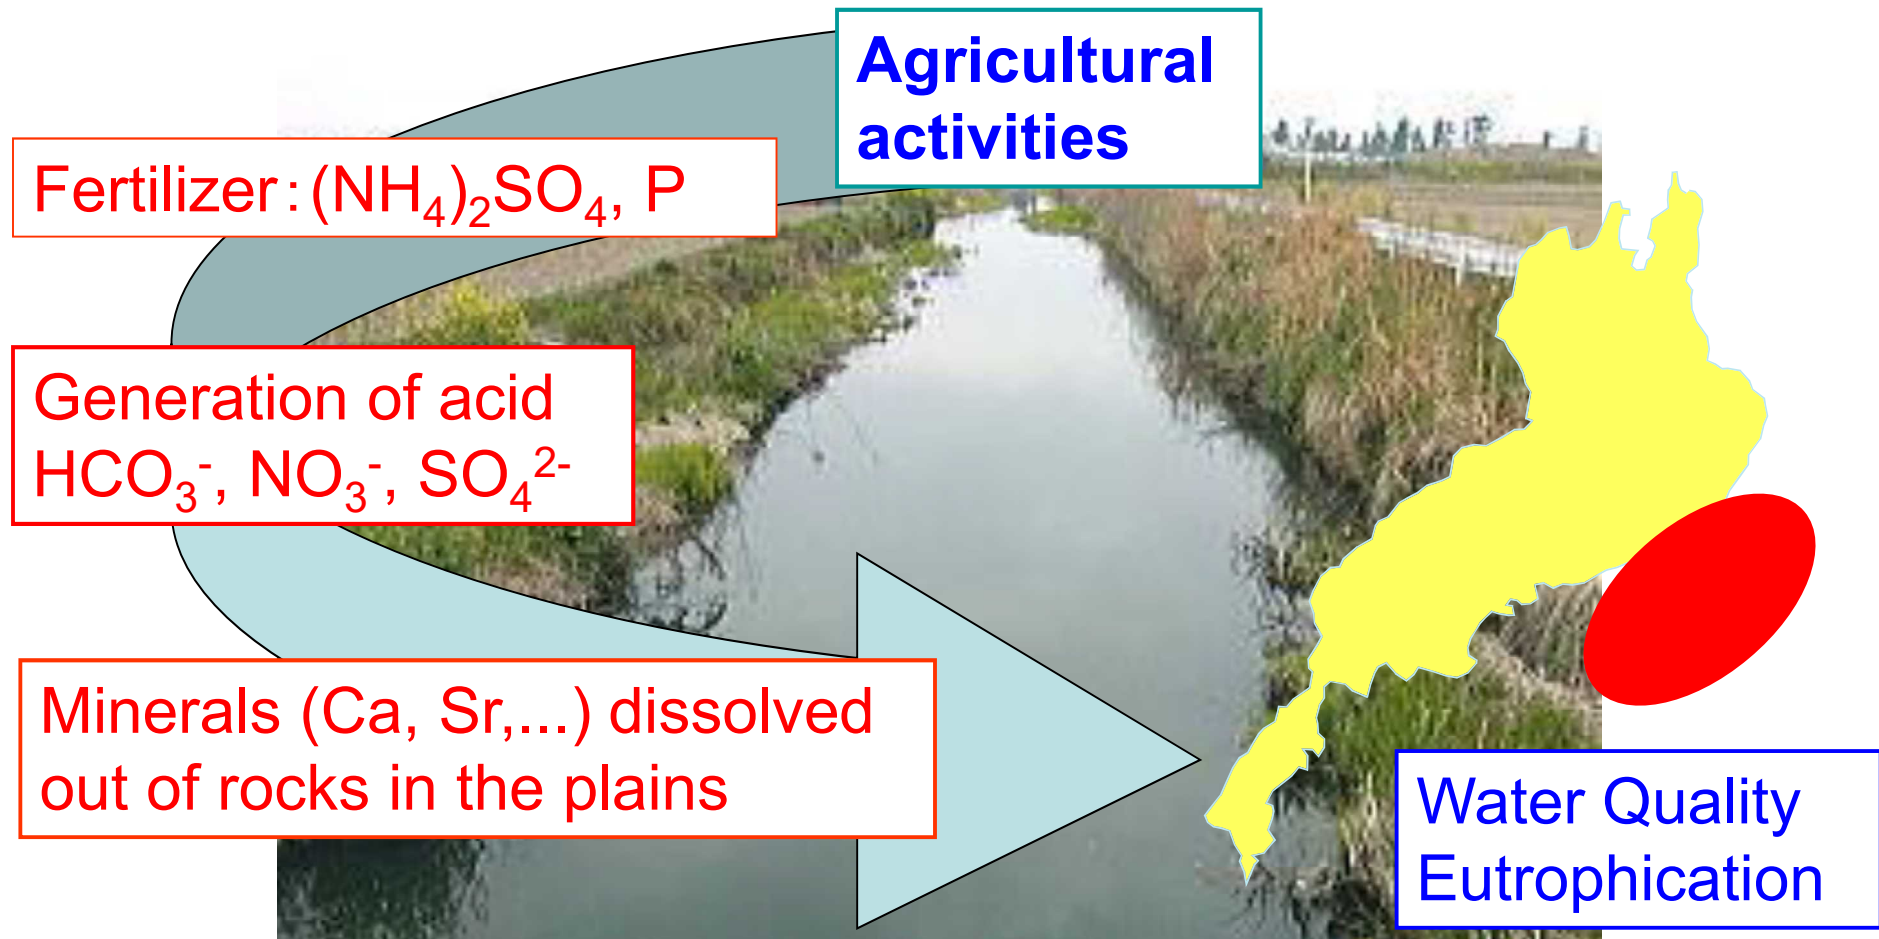 Agricultural
activities
Fertilizer：(NH₄)₂SO₄, P
Generation of acid
HCO₃⁻, NO₃⁻, SO₄²⁻
Minerals (Ca, Sr,...) dissolved
out of rocks in the plains
Water Quality
Eutrophication